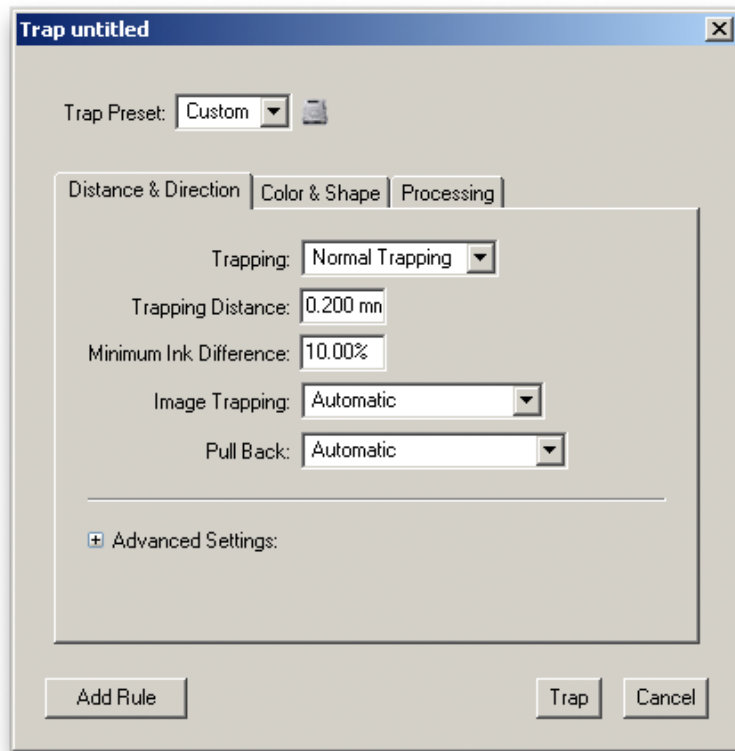 Trap untitled
Trap Preset: Custom
Distance & Direction Color & Shape Processing
Trapping: Normal Trapping
Trapping Distance: 0.200 mn
Minimum Ink Difference: 10.00%
Image Trapping: Automatic
Pull Back: Automatic
Advanced Settings:
Add Rule Trap Cancel